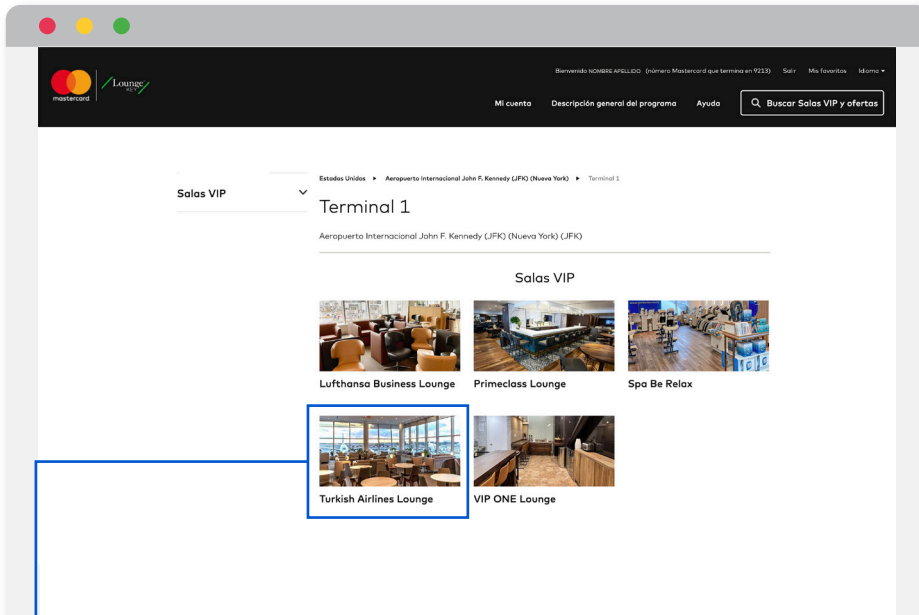 mastercard
Lounge
KEY
Bienvenido NOMBRE APELLIDO (número Mastercard que termina en 9213) Salir Mis favoritos Idioma
Mi cuenta Descripción general del programa Ayuda Buscar Salas VIP y ofertas
Salas VIP
Estados Unidos Aeropuerto Internacional John F. Kennedy (JFK) (Nueva York) Terminal 1
Terminal 1
Aeropuerto Internacional John F. Kennedy (JFK) (Nueva York) (JFK)
Salas VIP
Lufthansa Business Lounge Primeclass Lounge Spa Be Relax
Turkish Airlines Lounge VIP ONE Lounge